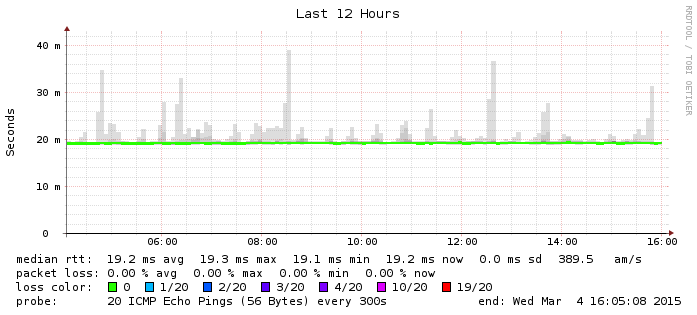 Last 12 Hours
RRDTOOL / TOBI OETIKER
Seconds
40 m
30 m
20 m
10 m
0
06:00 08:00 10:00 12:00 14:00 16:00
median rtt: 19.2 ms avg 19.3 ms max 19.1 ms min 19.2 ms now 0.0 ms sd 389.5 am/s
packet loss: 0.00 % avg 0.00 % max 0.00 % min 0.00 % now
loss color: 0 1/20 2/20 3/20 4/20 10/20 19/20
probe: 20 ICMP Echo Pings (56 Bytes) every 300s end: Wed Mar 4 16:05:08 2015